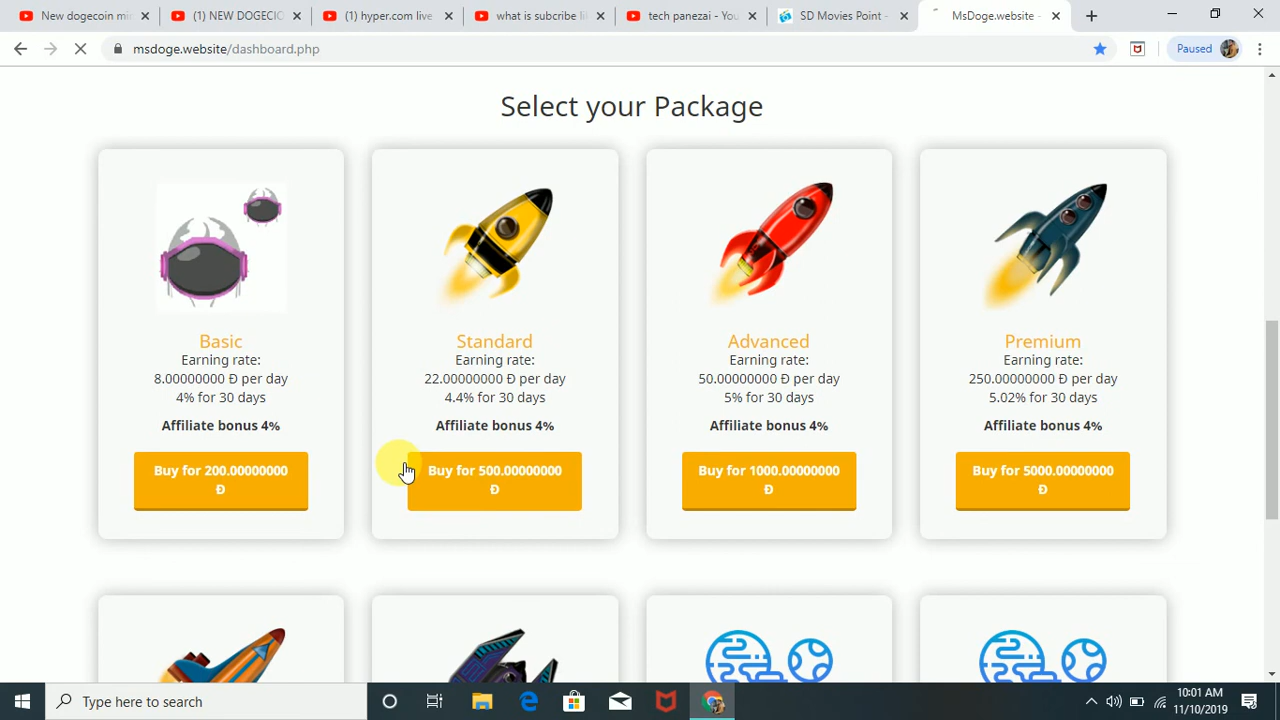 New dogecoin mi
(1) NEW DOGECIO
(1) hyper.com live
what is subcribe li
tech panezai - You
SD Movies Point -
MsDoge.website -
msdoge.website/dashboard.php
Paused
Select your Package
Basic
Earning rate:
8.00000000 Đ per day
4% for 30 days
Affiliate bonus 4%
Buy for 200.00000000
Đ
Standard
Earning rate:
22.00000000 Đ per day
4.4% for 30 days
Affiliate bonus 4%
Buy for 500.00000000
Đ
Advanced
Earning rate:
50.00000000 Đ per day
5% for 30 days
Affiliate bonus 4%
Buy for 1000.00000000
Đ
Premium
Earning rate:
250.00000000 Đ per day
5.02% for 30 days
Affiliate bonus 4%
Buy for 5000.00000000
Đ
Type here to search
10:01 AM
11/10/2019